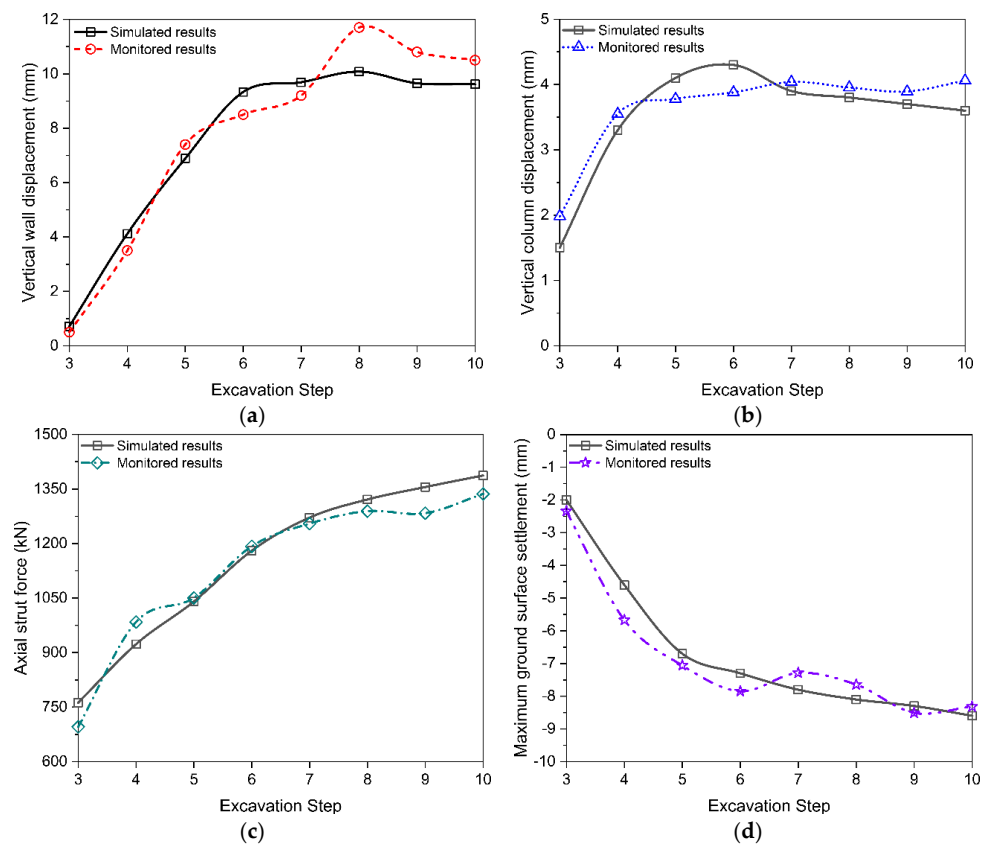 12
10
8
6
4
2
0
Vertical wall displacement (mm)
Simulated results
Monitored results
3 4 5 6 7 8 9 10
Excavation Step
(a)
5
4
3
2
1
0
Vertical column displacement (mm)
Simulated results
Monitored results
3 4 5 6 7 8 9 10
Excavation Step
(b)
1500
1350
1200
1050
900
750
600
Axial strut force (kN)
Simulated results
Monitored results
3 4 5 6 7 8 9 10
Excavation Step
(c)
0
-1
-2
-3
-4
-5
-6
-7
-8
-9
-10
Maximum ground surface settlement (mm)
Simulated results
Monitored results
3 4 5 6 7 8 9 10
Excavation Step
(d)